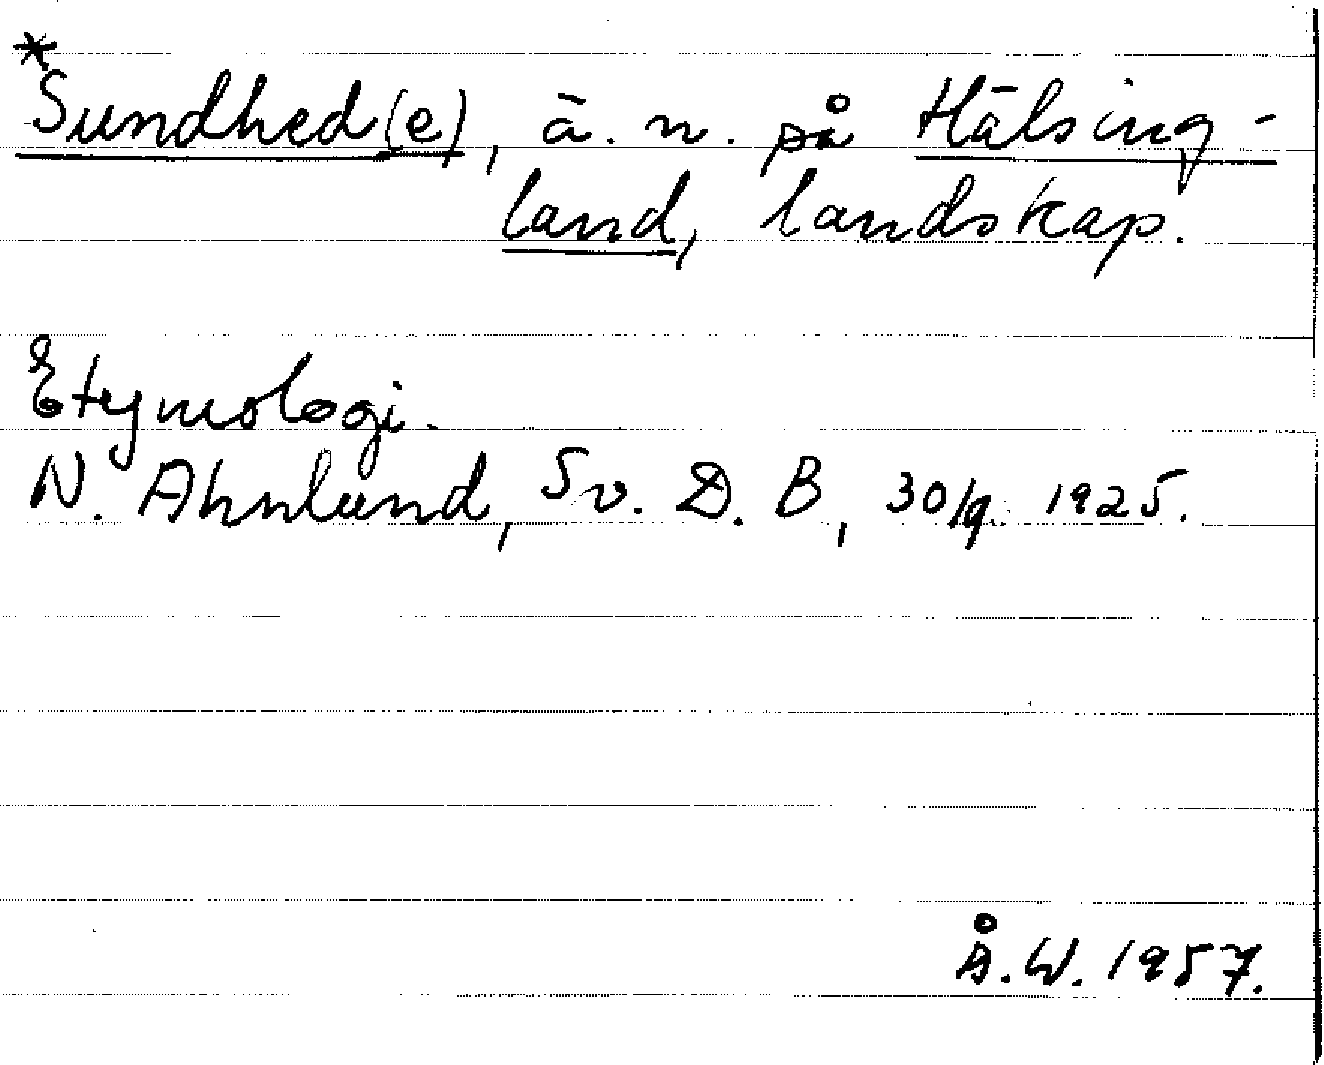 *Sundhed(e), ä. n. på Hälsing-
land, landskap.
Etymologi.
N. Ahnlund, Sv. D. B, 30/9 1925.
Å.W. 1957.